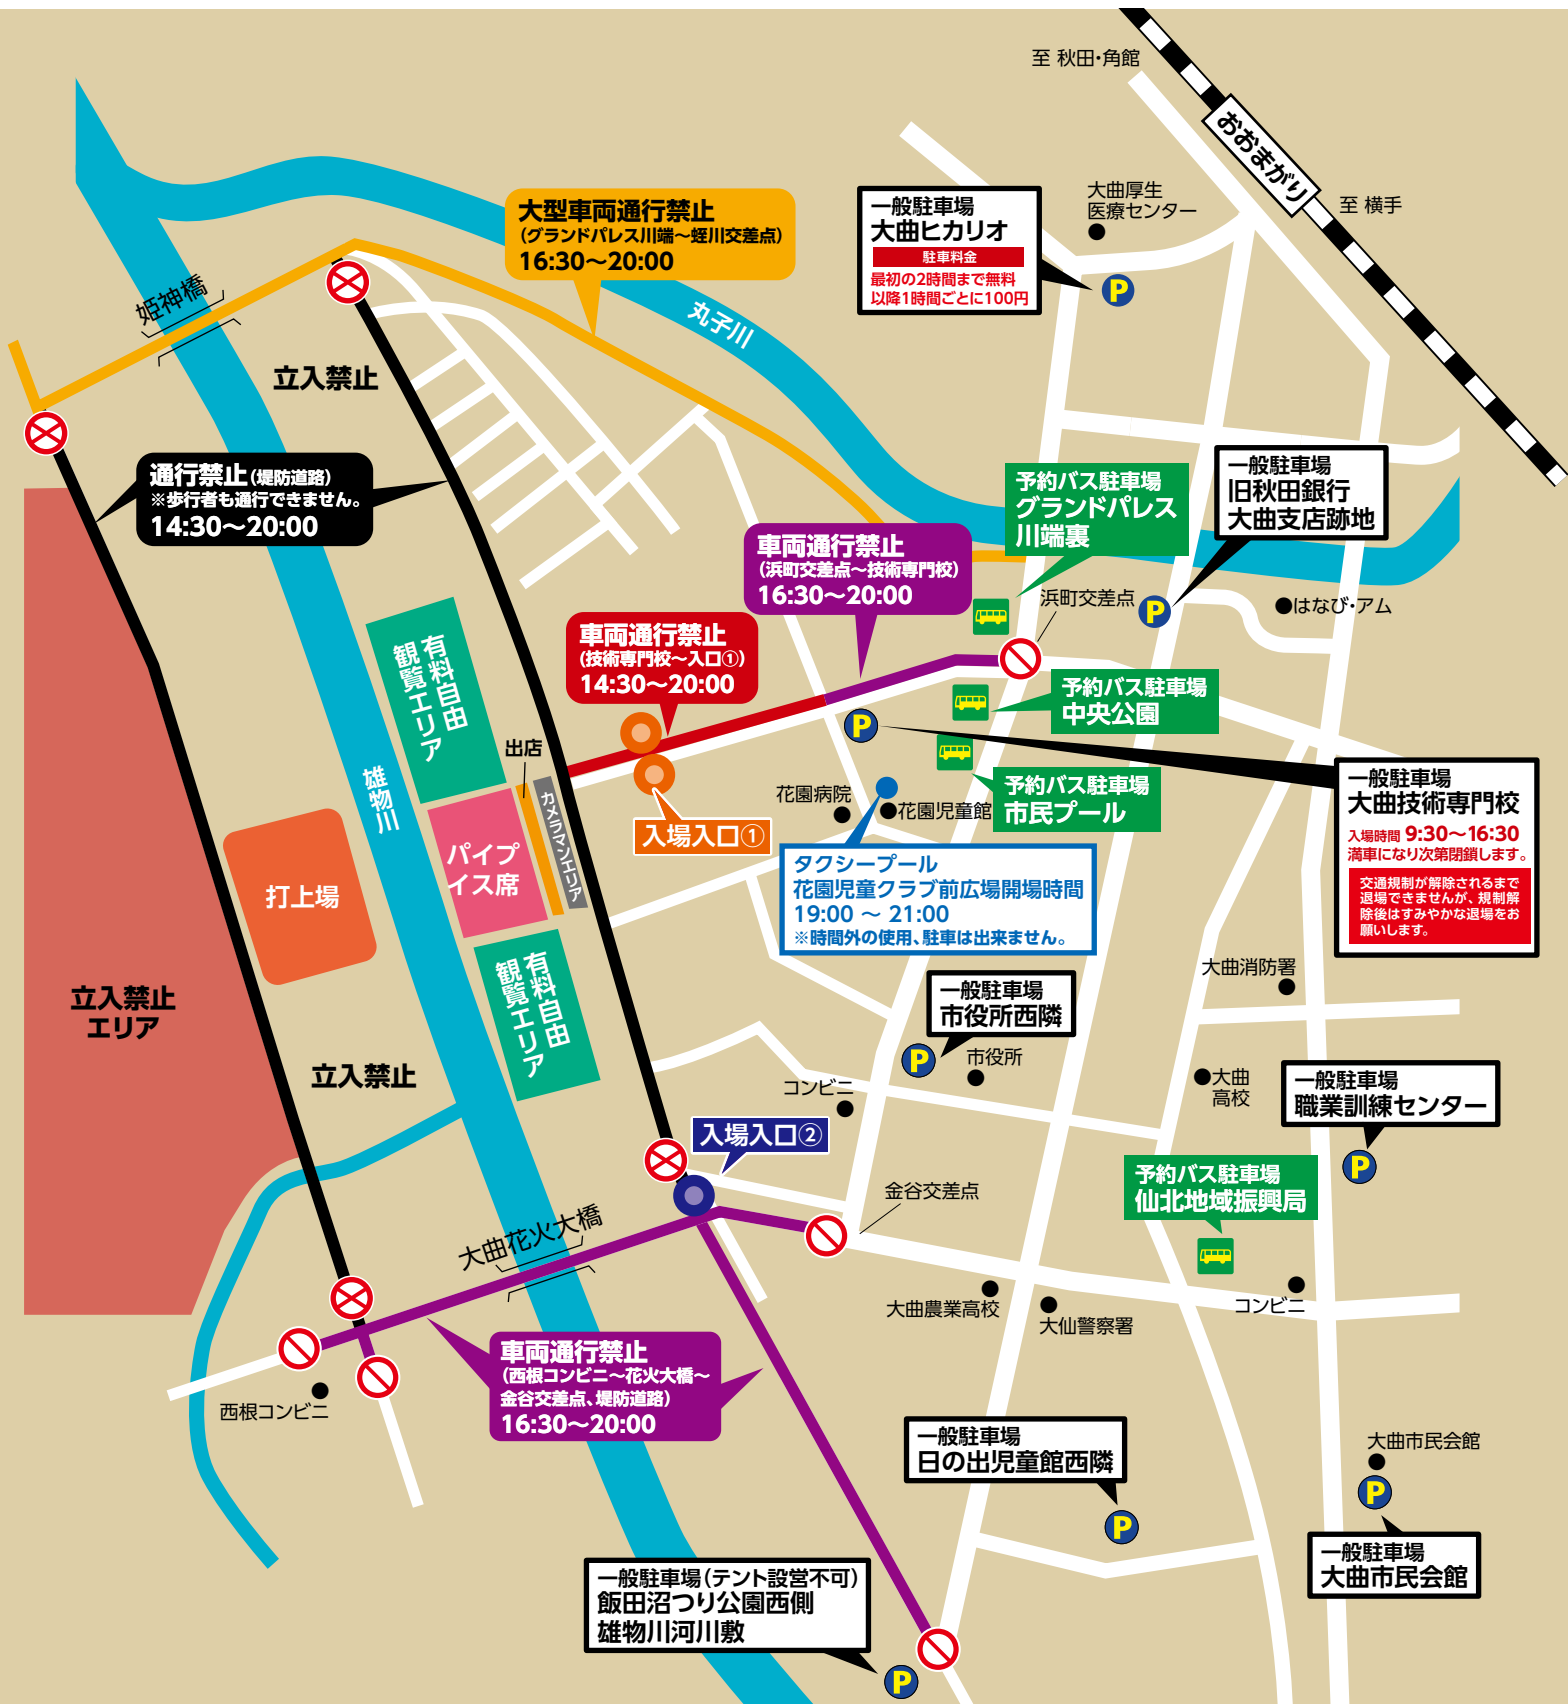 至 秋田・角館
おおまがり
至 横手
大曲厚生
医療センター
一般駐車場
大曲ヒカリオ
駐車料金
最初の2時間まで無料
以降1時間ごとに100円
大型車両通行禁止
(グランドパレス川端〜蛭川交差点)
16:30〜20:00
姫神橋
丸子川
立入禁止
通行禁止(堤防道路)
※歩行者も通行できません。
14:30〜20:00
予約バス駐車場
グランドパレス
川端裏
一般駐車場
旧秋田銀行
大曲支店跡地
車両通行禁止
(浜町交差点〜技術専門校)
16:30〜20:00
浜町交差点
はなび・アム
車両通行禁止
(技術専門校〜入口①)
14:30〜20:00
有料自由
観覧エリア
予約バス駐車場
中央公園
出店
カメラマンエリア
雄物川
予約バス駐車場
市民プール
花園病院
花園児童館
入場入口①
一般駐車場
大曲技術専門校
入場時間 9:30〜16:30
満車になり次第閉鎖します。
交通規制が解除されるまで
退場できませんが、規制解
除後はすみやかな退場をお
願いします。
パイプ
イス席
打上場
タクシープール
花園児童クラブ前広場開場時間
19:00 〜 21:00
※時間外の使用、駐車は出来ません。
有料自由
観覧エリア
立入禁止
エリア
立入禁止
大曲消防署
一般駐車場
市役所西隣
市役所
コンビニ
大曲
高校
一般駐車場
職業訓練センター
入場入口②
予約バス駐車場
仙北地域振興局
金谷交差点
大曲花火大橋
大曲農業高校
大仙警察署
コンビニ
車両通行禁止
(西根コンビニ〜花火大橋〜
金谷交差点、堤防道路)
16:30〜20:00
西根コンビニ
一般駐車場
日の出児童館西隣
大曲市民会館
一般駐車場
大曲市民会館
一般駐車場(テント設営不可)
飯田沼つり公園西側
雄物川河川敷
P
P
P
P
P
P
P
P